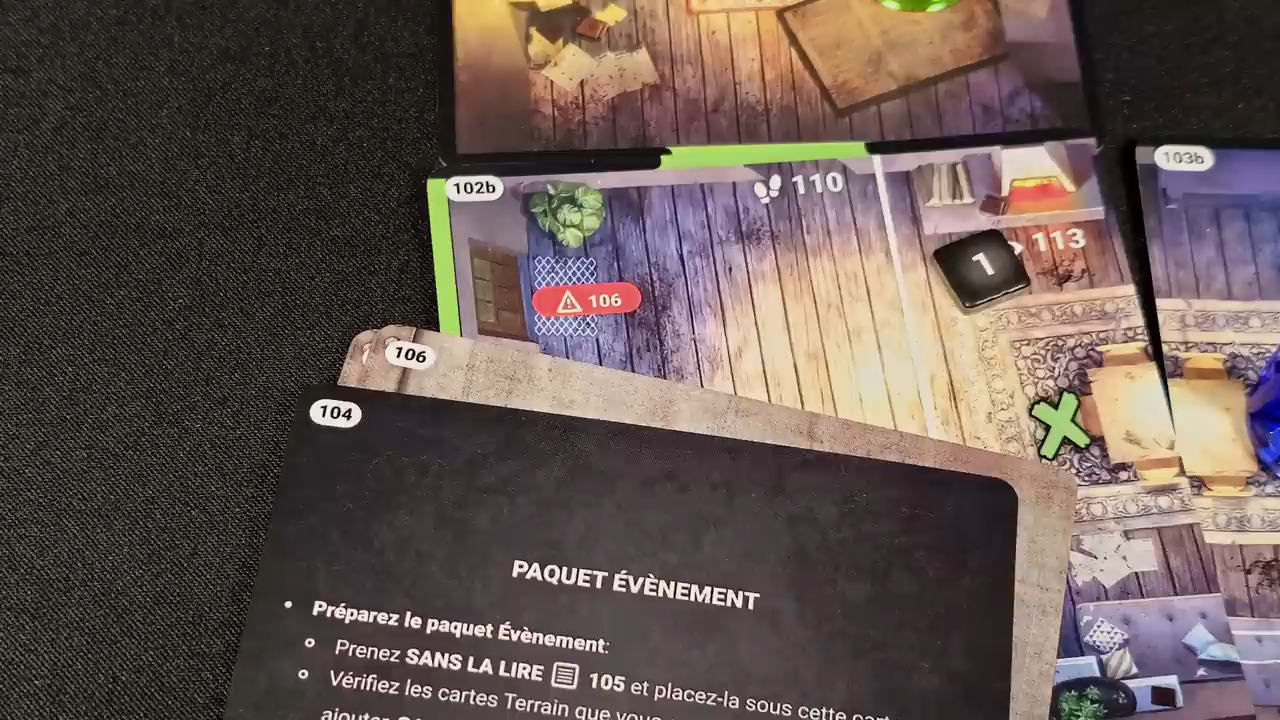 102b
110
103b
113
1
106
106
104
PAQUET ÉVÈNEMENT
• Préparez le paquet Évènement:
Prenez SANS LA LIRE 105 et placez-la sous cette
Vérifiez les cartes Terrain que vous
ajouter